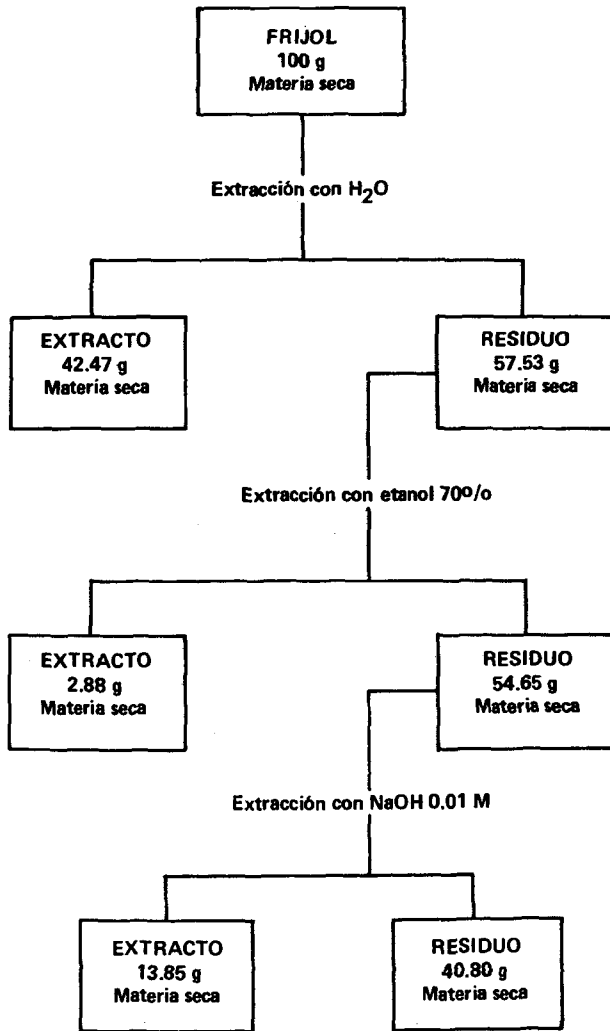 FRIJOL
100 g
Materia seca
Extracción con H₂O
EXTRACTO
42.47 g
Materia seca
RESIDUO
57.53 g
Materia seca
Extracción con etanol 70º/o
EXTRACTO
2.88 g
Materia seca
RESIDUO
54.65 g
Materia seca
Extracción con NaOH 0.01 M
EXTRACTO
13.85 g
Materia seca
RESIDUO
40.80 g
Materia seca